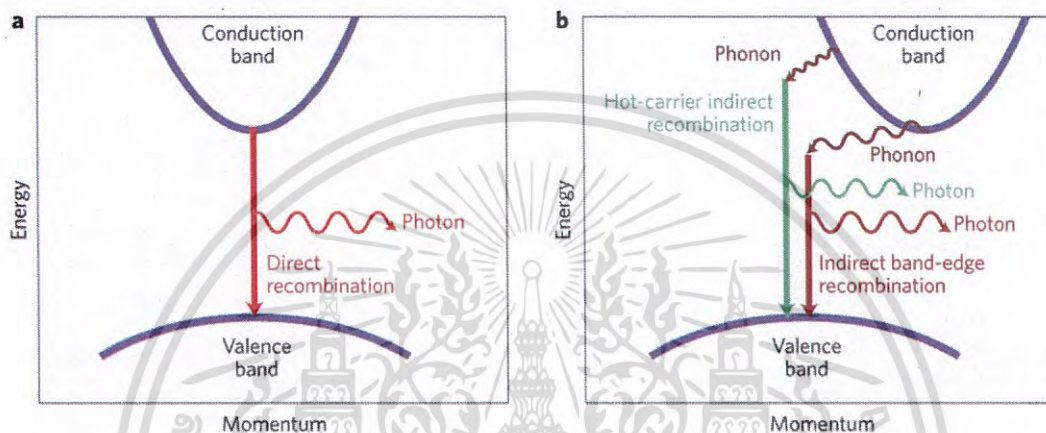 a
Conduction
band
Energy
Photon
Direct
recombination
Valence
band
Momentum
b
Conduction
band
Phonon
Hot-carrier indirect
recombination
Phonon
Energy
Photon
Photon
Indirect band-edge
recombination
Valence
band
Momentum